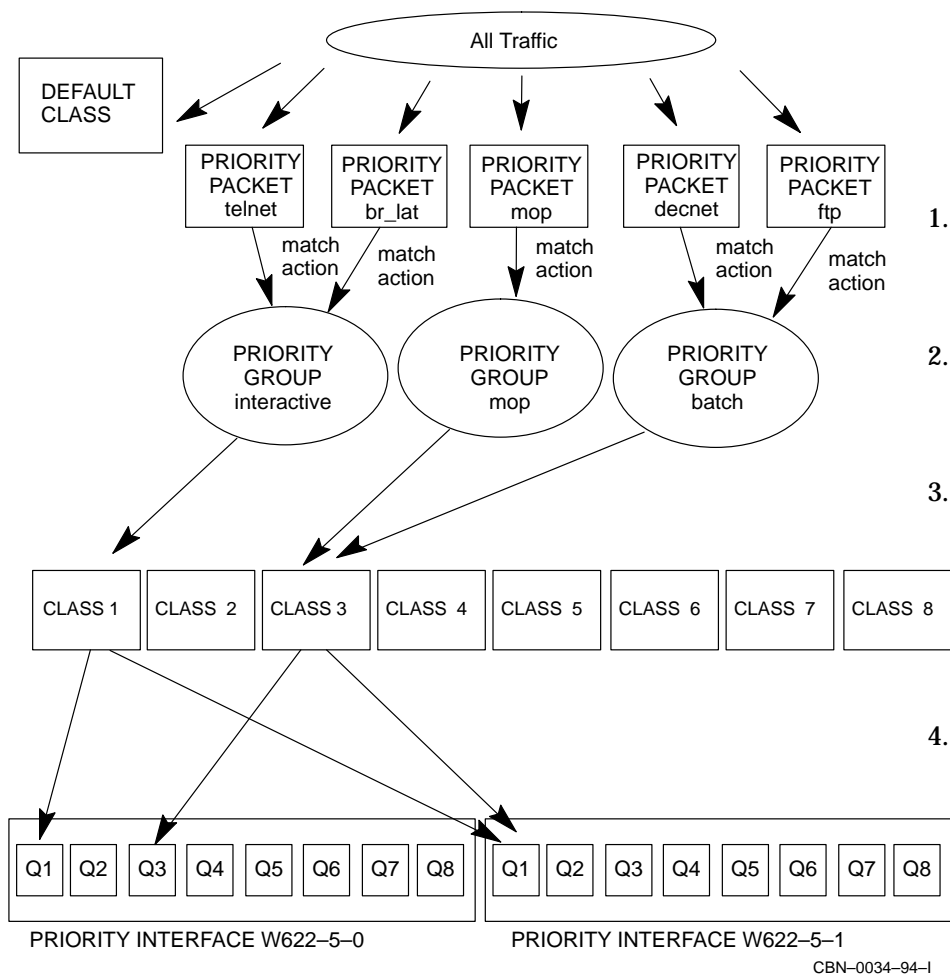 All Traffic
DEFAULT
CLASS
PRIORITY
PACKET
telnet
PRIORITY
PACKET
br_lat
PRIORITY
PACKET
mop
PRIORITY
PACKET
decnet
PRIORITY
PACKET
ftp
1.
match
action
match
action
match
action
match
action
match
action
PRIORITY
GROUP
interactive
PRIORITY
GROUP
mop
PRIORITY
GROUP
batch
2.
3.
CLASS 1
CLASS 2
CLASS 3
CLASS 4
CLASS 5
CLASS 6
CLASS 7
CLASS 8
4.
Q1 Q2 Q3 Q4 Q5 Q6 Q7 Q8
Q1 Q2 Q3 Q4 Q5 Q6 Q7 Q8
PRIORITY INTERFACE W622–5–0
PRIORITY INTERFACE W622–5–1
CBN–0034–94–I